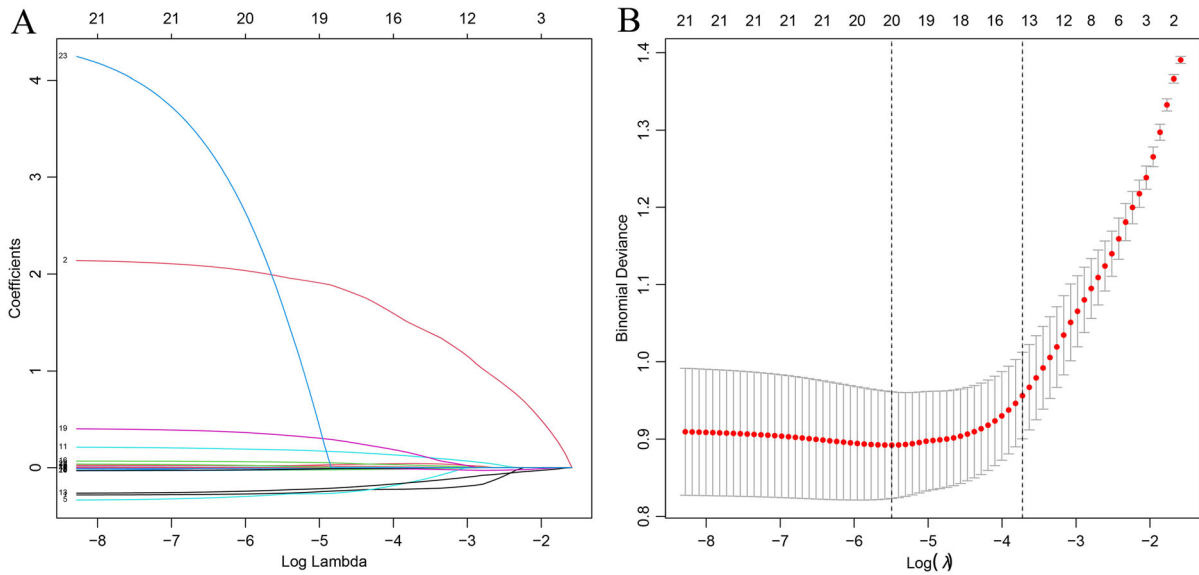 A
21 21 20 19 16 12 3
Coefficients
4
3
2
1
0
23
2
19
11
16
13
5
−8 −7 −6 −5 −4 −3 −2
Log Lambda
B
21 21 21 21 20 20 19 18 16 13 12 8 6 3 2
Binomial Deviance
1.4
1.3
1.2
1.1
1.0
0.9
0.8
−8 −7 −6 −5 −4 −3 −2
Log(λ)